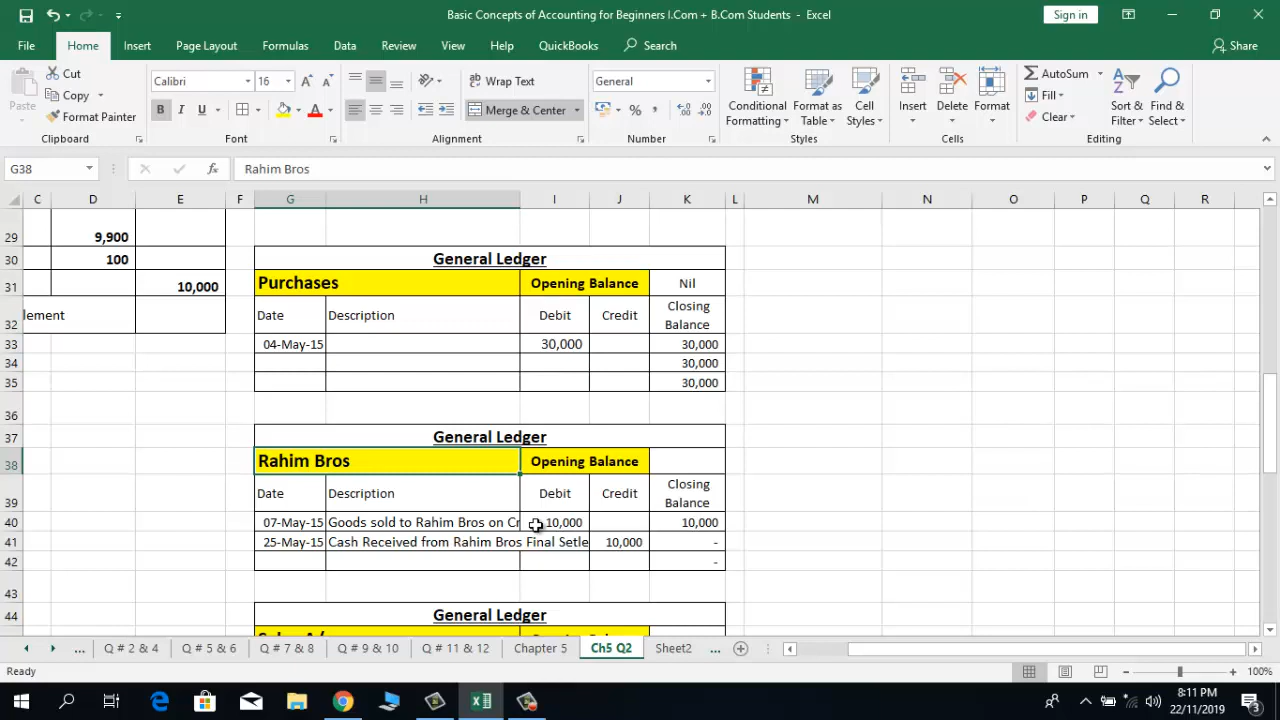 Basic Concepts of Accounting for Beginners I.Com + B.Com Students - Excel
Sign in
File Home Insert Page Layout Formulas Data Review View Help QuickBooks Search Share
Paste
Cut
Copy
Format Painter
Clipboard
Calibri 16
B I U
Font
Wrap Text
Merge & Center
Alignment
General
%
Number
Conditional Formatting
Format as Table
Cell Styles
Styles
Insert Delete Format
Cells
AutoSum
Fill
Clear
Sort & Filter
Find & Select
Editing
G38 fx Rahim Bros
C D E F G H I J K L M N O P Q R
29 9,900
30 100 General Ledger
31 10,000 Purchases Opening Balance Nil
32 lement Date Description Debit Credit Closing Balance
33 04-May-15 30,000 30,000
34 30,000
35 30,000
36
37 General Ledger
38 Rahim Bros Opening Balance
39 Date Description Debit Credit Closing Balance
40 07-May-15 Goods sold to Rahim Bros on Cr 10,000 10,000
41 25-May-15 Cash Received from Rahim Bros Final Setle 10,000 -
42 -
43
44 General Ledger
... Q # 2 & 4 Q # 5 & 6 Q # 7 & 8 Q # 9 & 10 Q # 11 & 12 Chapter 5 Ch5 Q2 Sheet2 ...
Ready 100%
8:11 PM
22/11/2019
3